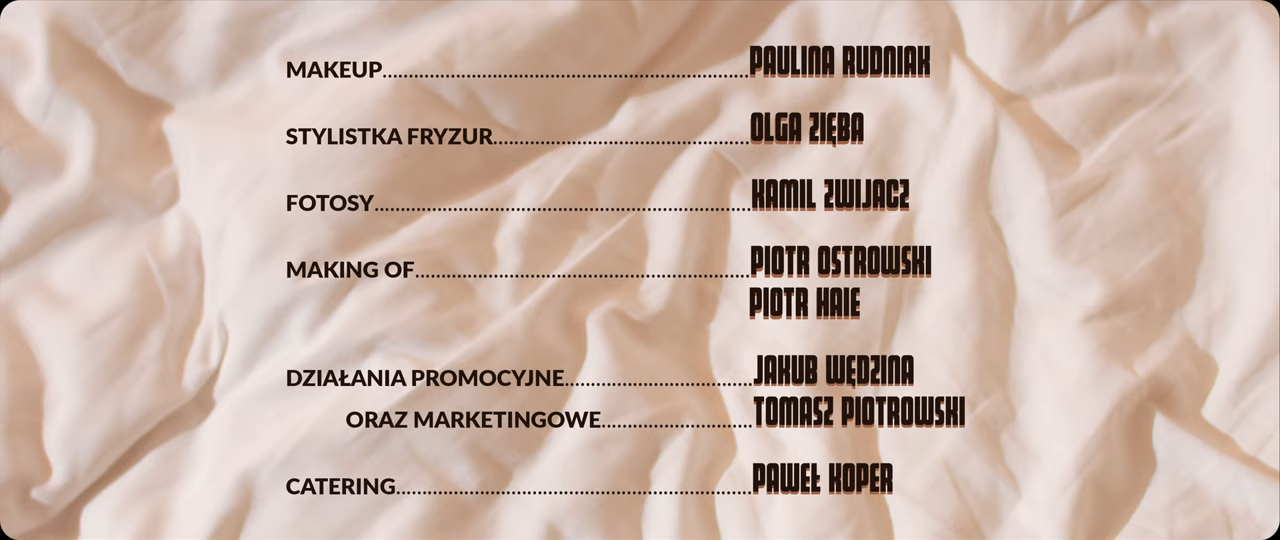 MAKEUP..........PAULINA RUDNIAK
STYLISTKA FRYZUR..........OLGA ZIĘBA
FOTOSY..........KAMIL ZWIJACZ
MAKING OF..........PIOTR OSTROWSKI
PIOTR HAIE
DZIAŁANIA PROMOCYJNE..........JAKUB WĘDZINA
ORAZ MARKETINGOWE..........TOMASZ PIOTROWSKI
CATERING..........PAWEŁ KOPER